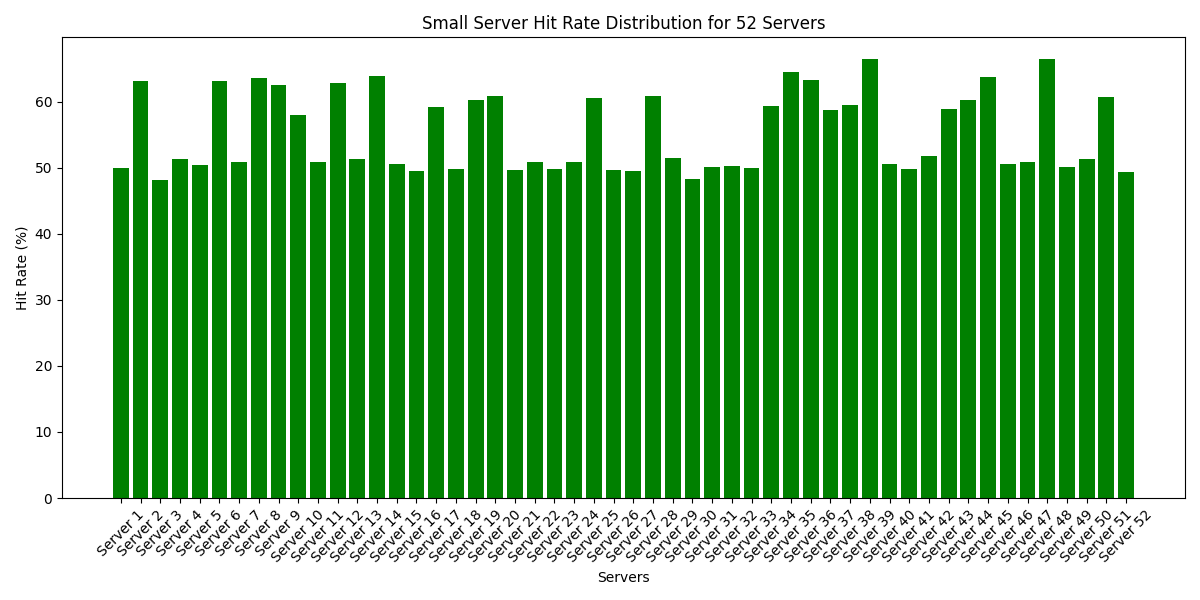 Small Server Hit Rate Distribution for 52 Servers
Hit Rate (%)
60
50
40
30
20
10
0
Server 1
Server 2
Server 3
Server 4
Server 5
Server 6
Server 7
Server 8
Server 9
Server 10
Server 11
Server 12
Server 13
Server 14
Server 15
Server 16
Server 17
Server 18
Server 19
Server 20
Server 21
Server 22
Server 23
Server 24
Server 25
Server 26
Server 27
Server 28
Server 29
Server 30
Server 31
Server 32
Server 33
Server 34
Server 35
Server 36
Server 37
Server 38
Server 39
Server 40
Server 41
Server 42
Server 43
Server 44
Server 45
Server 46
Server 47
Server 48
Server 49
Server 50
Server 51
Server 52
Servers